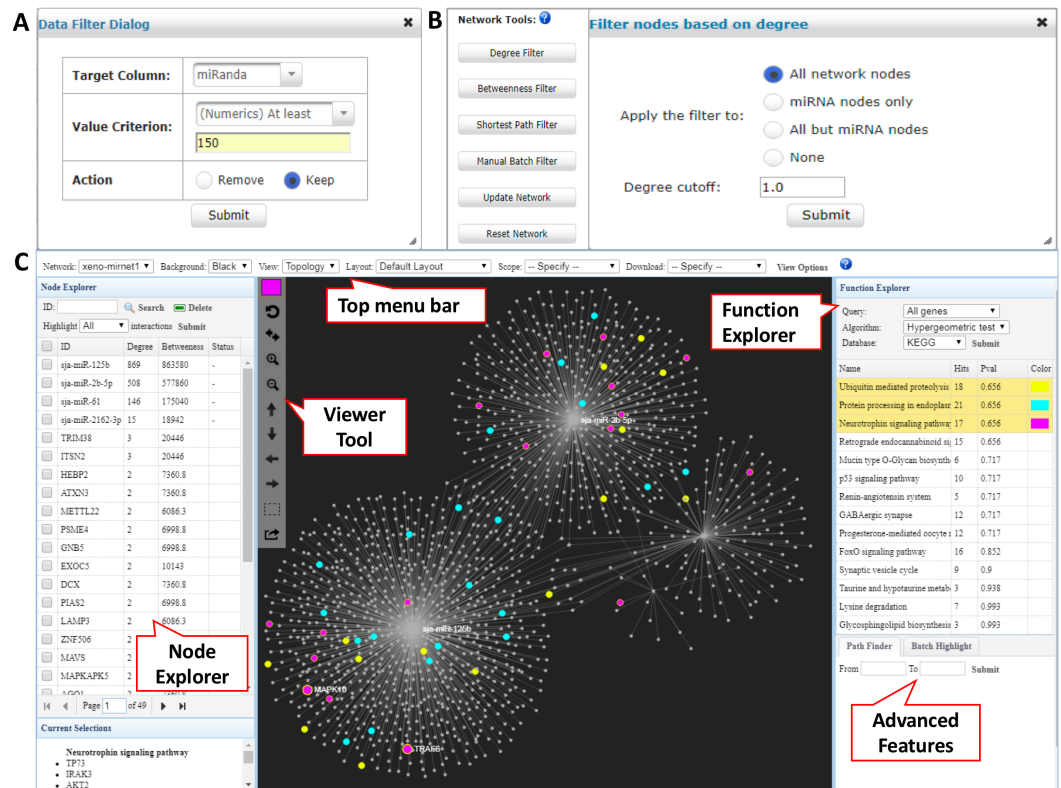 A
Data Filter Dialog
Target Column: miRanda
Value Criterion: (Numerics) At least
150
Action Remove Keep
Submit
B
Network Tools:
Degree Filter
Betweenness Filter
Shortest Path Filter
Manual Batch Filter
Update Network
Reset Network
Filter nodes based on degree
Apply the filter to:
All network nodes
miRNA nodes only
All but miRNA nodes
None
Degree cutoff: 1.0
Submit
C
Network: xeno-mirnet1 Background: Black View: Topology Layout: Default Layout Scope: -- Specify -- Download: -- Specify -- View Options
Node Explorer
ID: Search Delete
Highlight All interactions Submit
ID Degree Betweeness Status
sja-miR-125b 869 863580 -
sja-miR-2b-5p 508 577860 -
sja-miR-61 146 175040 -
sja-miR-2162-3p 15 18942 -
TRIM38 3 20446
ITSN2 3 20446
HEBP2 2 7360.8
ATXN3 2 7360.8
METTL22 2 6086.3
PSME4 2 6998.8
GNB5 2 6998.8
EXOC5 2 10143
DCX 2 7360.8
PIAS2 2 6998.8
LAMP3 2 6086.3
ZNF506 2
MAVS 2
MAPKAPK5 2
AGO1 2 7360.8
Page 1 of 49
Current Selections
Neurotrophin signaling pathway
TP73
IRAK3
AKT2
Top menu bar
Viewer
Tool
Node
Explorer
Function
Explorer
Advanced
Features
sja-miR-2b-5p
sja-miR-125b
MAPK10
TRAF6
Function Explorer
Query: All genes
Algorithm: Hypergeometric test
Database: KEGG Submit
Name Hits Pval Color
Ubiquitin mediated proteolysis 18 0.656
Protein processing in endoplasr 21 0.656
Neurotrophin signaling pathway 17 0.656
Retrograde endocannabinoid si 15 0.656
Mucin type O-Glycan biosynth 6 0.717
p53 signaling pathway 10 0.717
Renin-angiotensin system 5 0.717
GABAergic synapse 12 0.717
Progesterone-mediated oocyte 12 0.717
FoxO signaling pathway 16 0.852
Synaptic vesicle cycle 9 0.9
Taurine and hypotaurine metab 3 0.938
Lysine degradation 7 0.993
Glycosphingolipid biosynthesis 3 0.993
Path Finder Batch Highlight
From To Submit